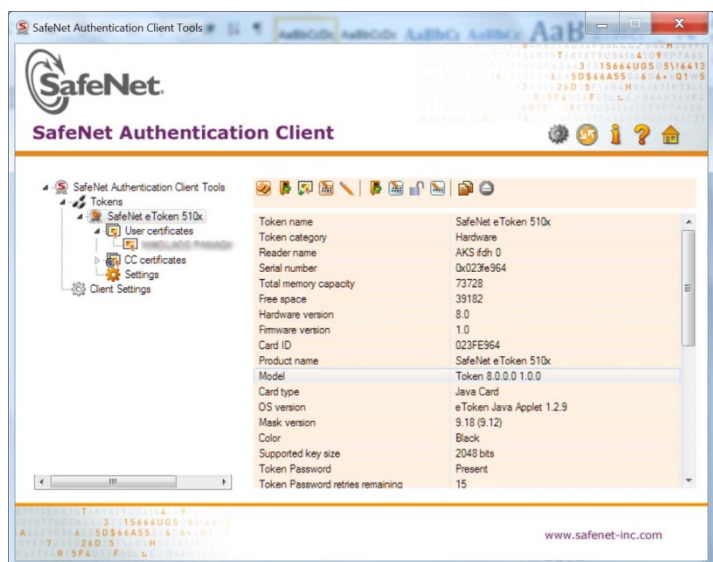 SafeNet Authentication Client Tools
AaBbCcDc AaBbCcDc AaBbCc AaBbCc AaB
SafeNet.
SafeNet Authentication Client
SafeNet Authentication Client Tools
Tokens
SafeNet eToken 510x
User certificates
CC certificates
Settings
Client Settings
Token name SafeNet eToken 510x
Token category Hardware
Reader name AKS ifdh 0
Serial number 0x023fe964
Total memory capacity 73728
Free space 39182
Hardware version 8.0
Firmware version 1.0
Card ID 023FE964
Product name SafeNet eToken 510x
Model Token 8.0.0.0 1.0.0
Card type Java Card
OS version eToken Java Applet 1.2.9
Mask version 9.18 (9.12)
Color Black
Supported key size 2048 bits
Token Password Present
Token Password retries remaining 15
www.safenet-inc.com